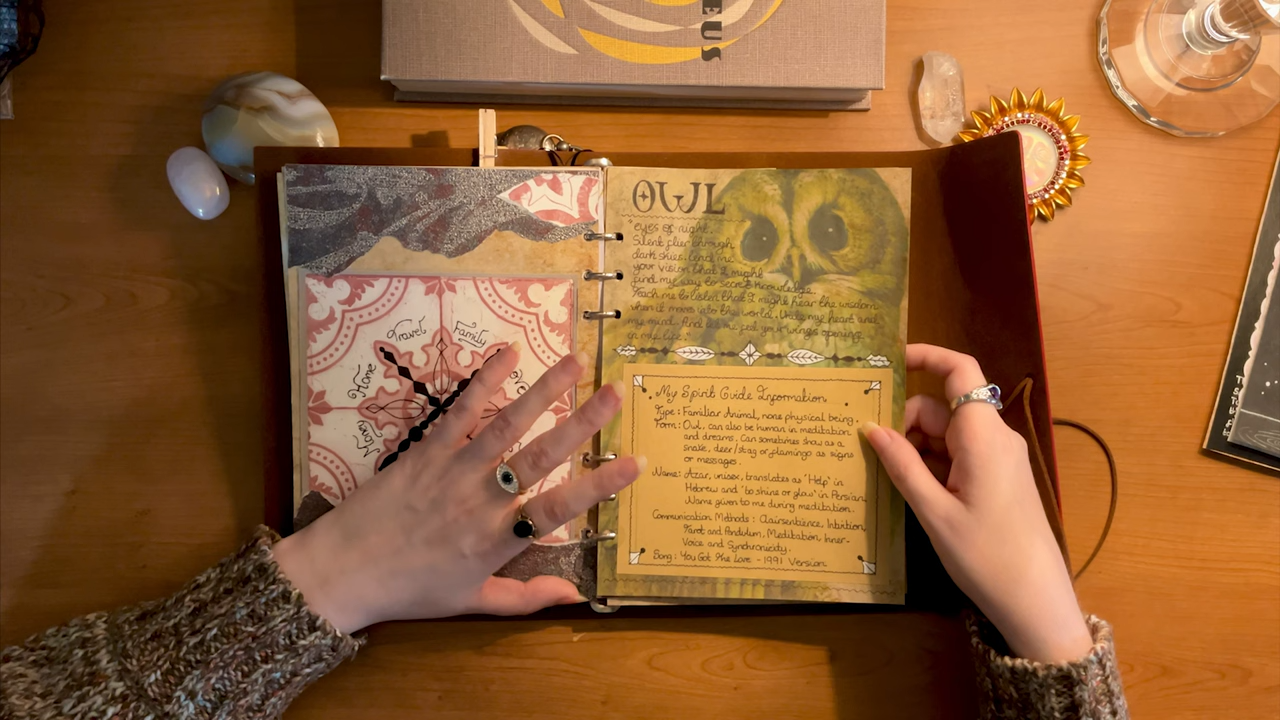 EUS
Travel
Family
Home
OWL
"eyes of night.
Silent flier through
dark skies. Lend me
your vision that I might
find my way to secret knowledge.
Teach me to listen that I might hear the wisdom
when it moves into the world. Unite my heart and
my mind. And let me feel your wings opening
in my life."
My Spirit Guide Information
Type: Familiar Animal, none physical being.
Form: Owl, can also be human in meditation
and dreams. Can sometimes show as a
snake, deer/stag or flamingo as signs
or messages.
Name: Azar, unisex, translates as 'Help' in
Hebrew and 'to shine or glow' in Persian.
Name given to me during meditation.
Communication Methods: Clairsentience, Intuition,
Tarot and Pendulum, Meditation, Inner-
Voice and Synchronicity.
Song: You Got The Love - 1991 Version.